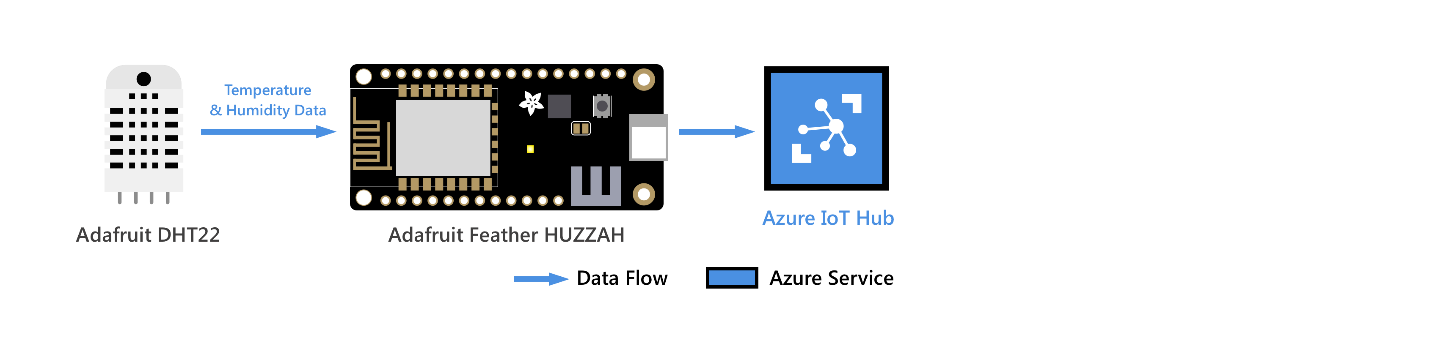 Temperature
& Humidity Data
Adafruit DHT22
Adafruit Feather HUZZAH
Azure IoT Hub
Data Flow
Azure Service